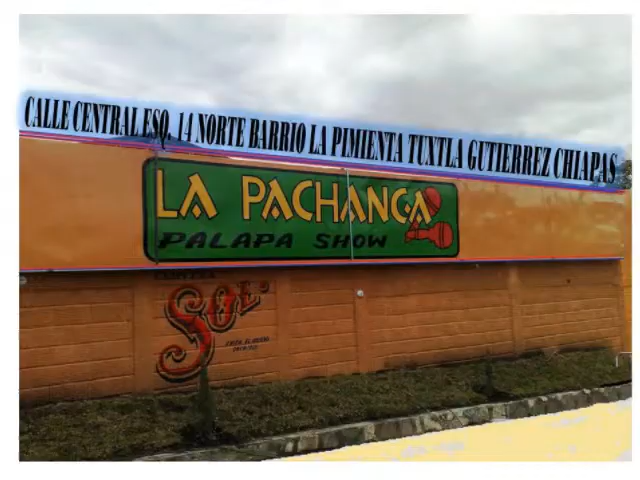 CALLE CENTRAL ESQ. 14 NORTE BARRIO LA PIMIENTA TUXTLA GUTIERREZ CHIAPAS
LA PACHANGA
PALAPA SHOW
SOL